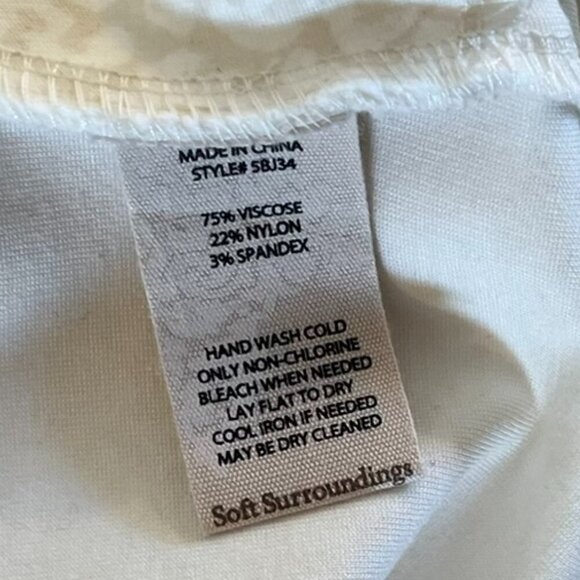 MADE IN CHINA
STYLE# 5BJ34
75% VISCOSE
22% NYLON
3% SPANDEX
HAND WASH COLD
ONLY NON-CHLORINE
BLEACH WHEN NEEDED
LAY FLAT TO DRY
COOL IRON IF NEEDED
MAY BE DRY CLEANED
Soft Surroundings